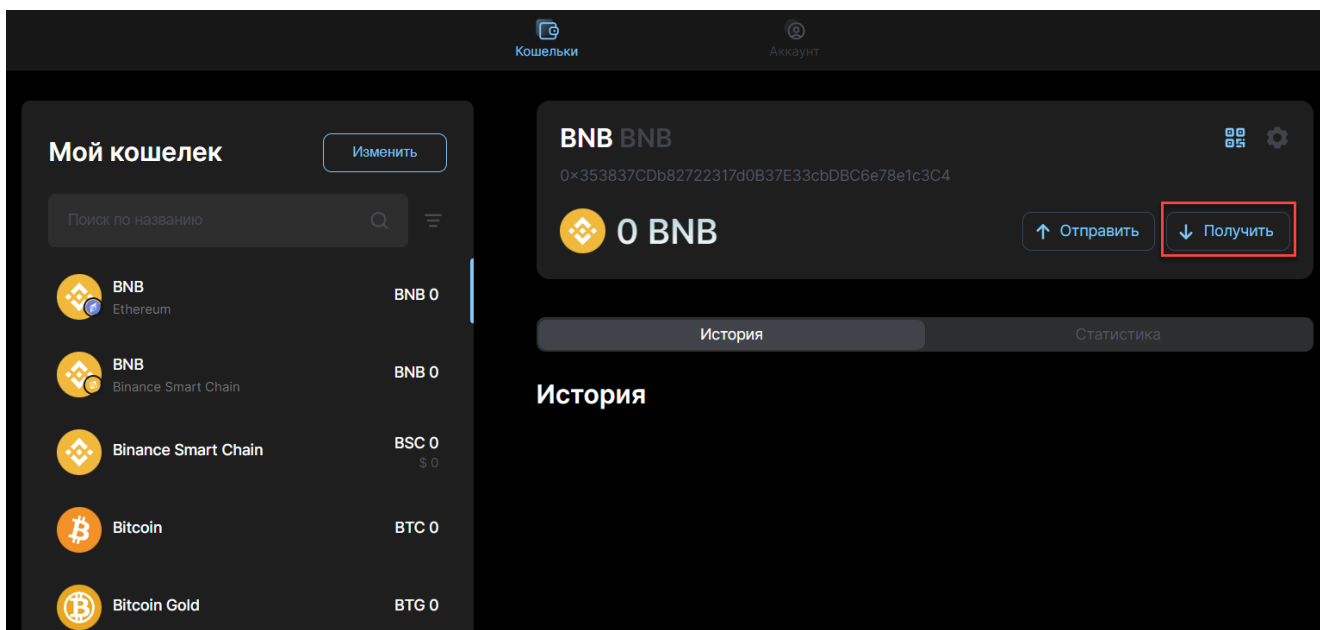 Кошельки
Аккаунт
Мой кошелек
Изменить
Поиск по названию
BNB
Ethereum
BNB 0
BNB
Binance Smart Chain
BNB 0
Binance Smart Chain
BSC 0
$ 0
Bitcoin
BTC 0
Bitcoin Gold
BTG 0
BNB BNB
0×353837CDb82722317d0B37E33cbDBC6e78e1c3C4
0 BNB
Отправить
Получить
История
Статистика
История